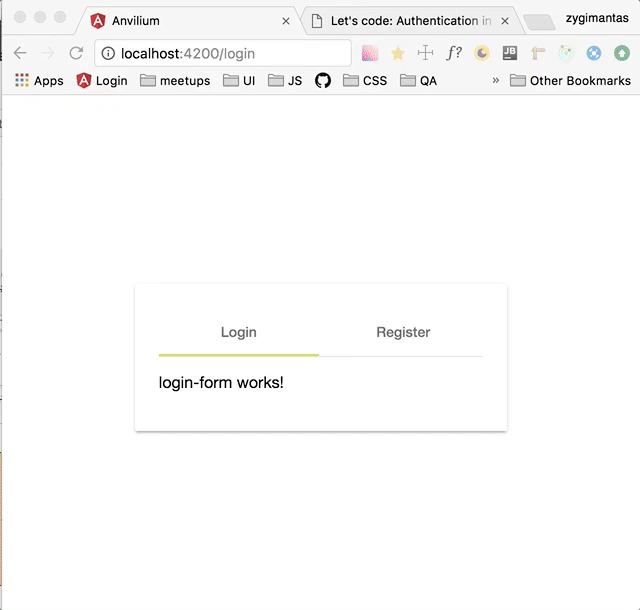 Anvilium
Let's code: Authentication in
zygimantas
localhost:4200/login
f?
JB
Apps
Login
meetups
UI
JS
CSS
QA
»
Other Bookmarks
Login
Register
login-form works!